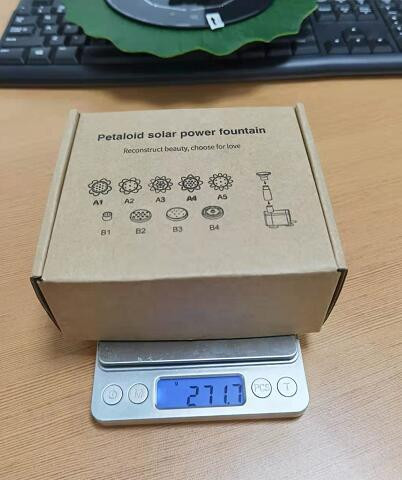 Petaloid solar power fountain
Reconstruct beauty, choose for love
A1 A2 A3 A4 A5
B1 B2 B3 B4
271.7
M PCS T